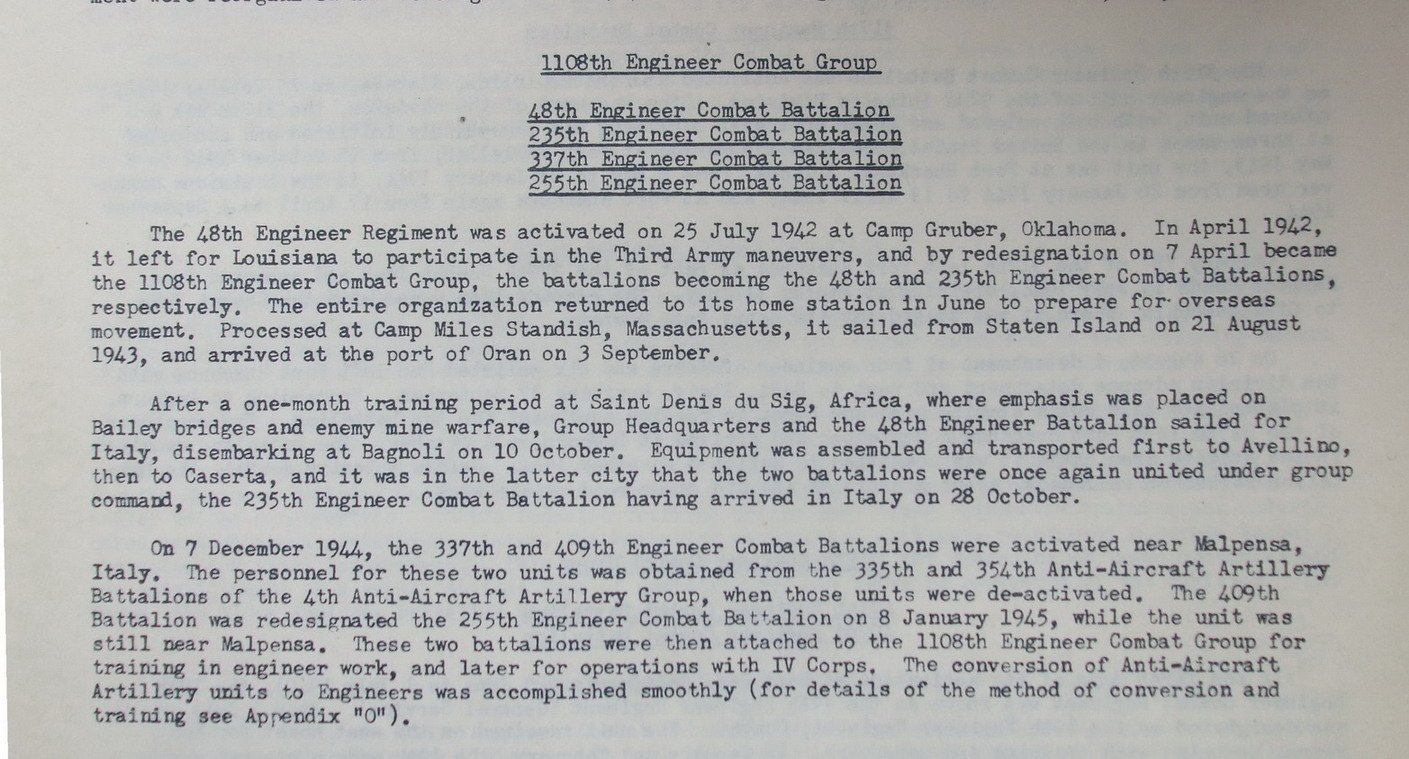 1108th Engineer Combat Group
48th Engineer Combat Battalion
235th Engineer Combat Battalion
337th Engineer Combat Battalion
255th Engineer Combat Battalion
The 48th Engineer Regiment was activated on 25 July 1942 at Camp Gruber, Oklahoma. In April 1942,
it left for Louisiana to participate in the Third Army maneuvers, and by redesignation on 7 April became
the 1108th Engineer Combat Group, the battalions becoming the 48th and 235th Engineer Combat Battalions,
respectively. The entire organization returned to its home station in June to prepare for overseas
movement. Processed at Camp Miles Standish, Massachusetts, it sailed from Staten Island on 21 August
1943, and arrived at the port of Oran on 3 September.
After a one-month training period at Saint Denis du Sig, Africa, where emphasis was placed on
Bailey bridges and enemy mine warfare, Group Headquarters and the 48th Engineer Battalion sailed for
Italy, disembarking at Bagnoli on 10 October. Equipment was assembled and transported first to Avellino,
then to Caserta, and it was in the latter city that the two battalions were once again united under group
command, the 235th Engineer Combat Battalion having arrived in Italy on 28 October.
On 7 December 1944, the 337th and 409th Engineer Combat Battalions were activated near Malpensa,
Italy. The personnel for these two units was obtained from the 335th and 354th Anti-Aircraft Artillery
Battalions of the 4th Anti-Aircraft Artillery Group, when those units were de-activated. The 409th
Battalion was redesignated the 255th Engineer Combat Battalion on 8 January 1945, while the unit was
still near Malpensa. These two battalions were then attached to the 1108th Engineer Combat Group for
training in engineer work, and later for operations with IV Corps. The conversion of Anti-Aircraft
Artillery units to Engineers was accomplished smoothly (for details of the method of conversion and
training see Appendix "O").